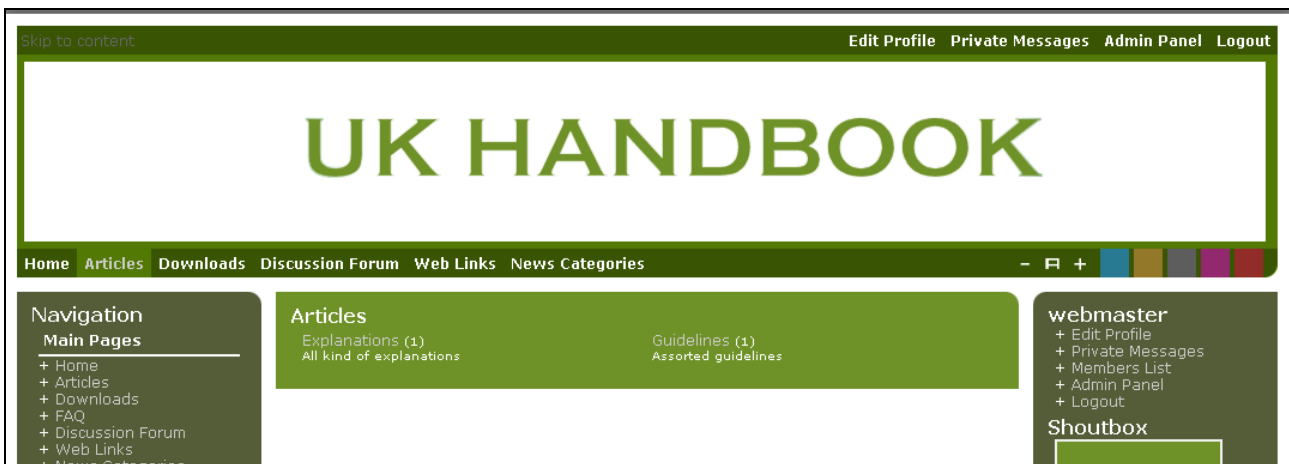 Skip to content
Edit Profile Private Messages Admin Panel Logout
UK HANDBOOK
Home Articles Downloads Discussion Forum Web Links News Categories
- A +
Navigation
Main Pages
+ Home
+ Articles
+ Downloads
+ FAQ
+ Discussion Forum
+ Web Links
+ News Categories
Articles
Explanations (1)
All kind of explanations
Guidelines (1)
Assorted guidelines
webmaster
+ Edit Profile
+ Private Messages
+ Members List
+ Admin Panel
+ Logout
Shoutbox